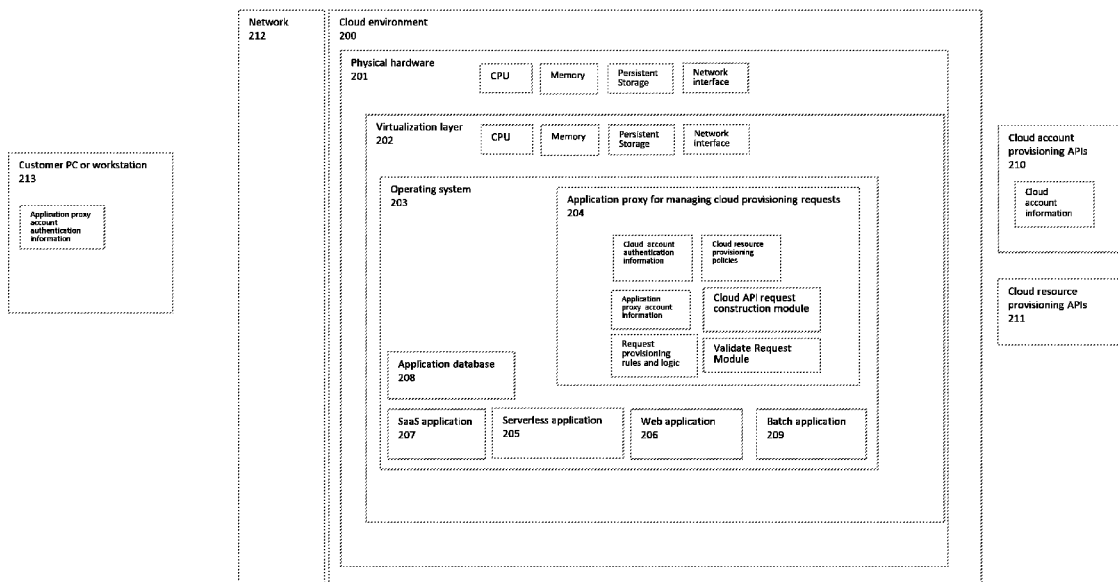 Network
212
Cloud environment
200
Physical hardware
201
CPU
Memory
Persistent
Storage
Network
interface
Virtualization layer
202
CPU
Memory
Persistent
Storage
Network
interface
Customer PC or workstation
213
Application proxy
account
authentication
information
Operating system
203
Application proxy for managing cloud provisioning requests
204
Cloud account
authentication
information
Cloud resource
provisioning
policies
Application
proxy account
information
Cloud API request
construction module
Request
provisioning
rules and logic
Validate Request
Module
Application database
208
SaaS application
207
Serverless application
205
Web application
206
Batch application
209
Cloud account
provisioning APIs
210
Cloud
account
information
Cloud resource
provisioning APIs
211